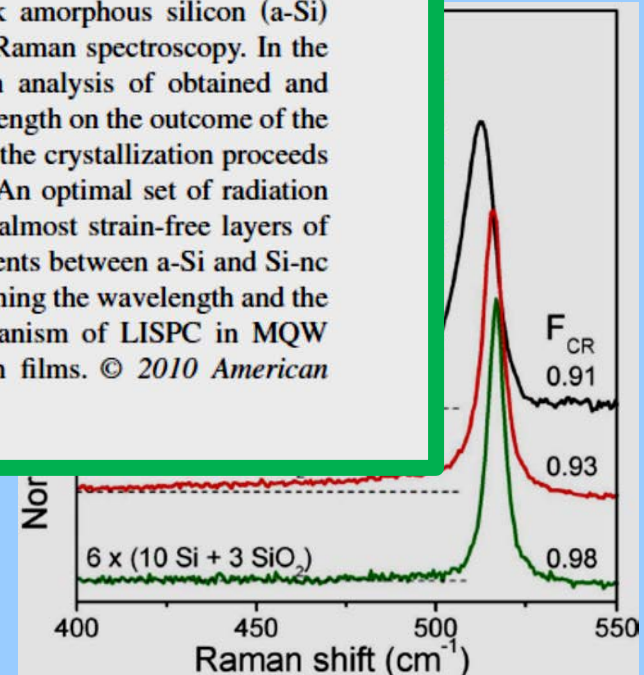 amorphous silicon (a-Si)
Raman spectroscopy. In the
analysis of obtained and
length on the outcome of the
the crystallization proceeds
An optimal set of radiation
almost strain-free layers of
ents between a-Si and Si-nc
ning the wavelength and the
anism of LISPC in MQW
films. © 2010 American
F_CR
0.91
0.93
Nor
6 x (10 Si + 3 SiO₂)
0.98
400 450 500 550
Raman shift (cm⁻¹)